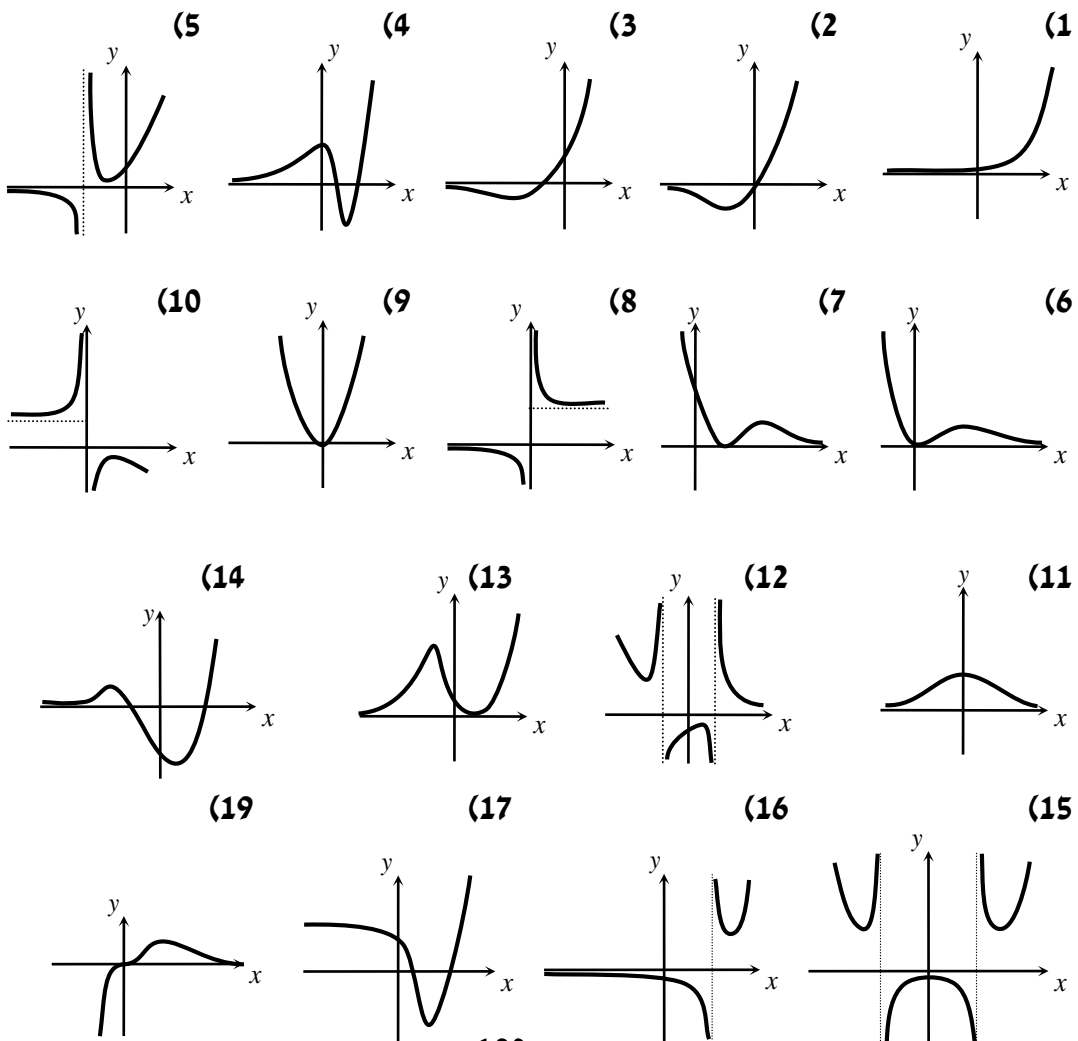 (5 (4 (3 (2 (1
y y y y y
x x x x x
(10 (9 (8 (7 (6
y y y y y
x x x x x
(14 (13 (12 (11
y y y y
x x x x
(19 (17 (16 (15
y y y y
x x x x